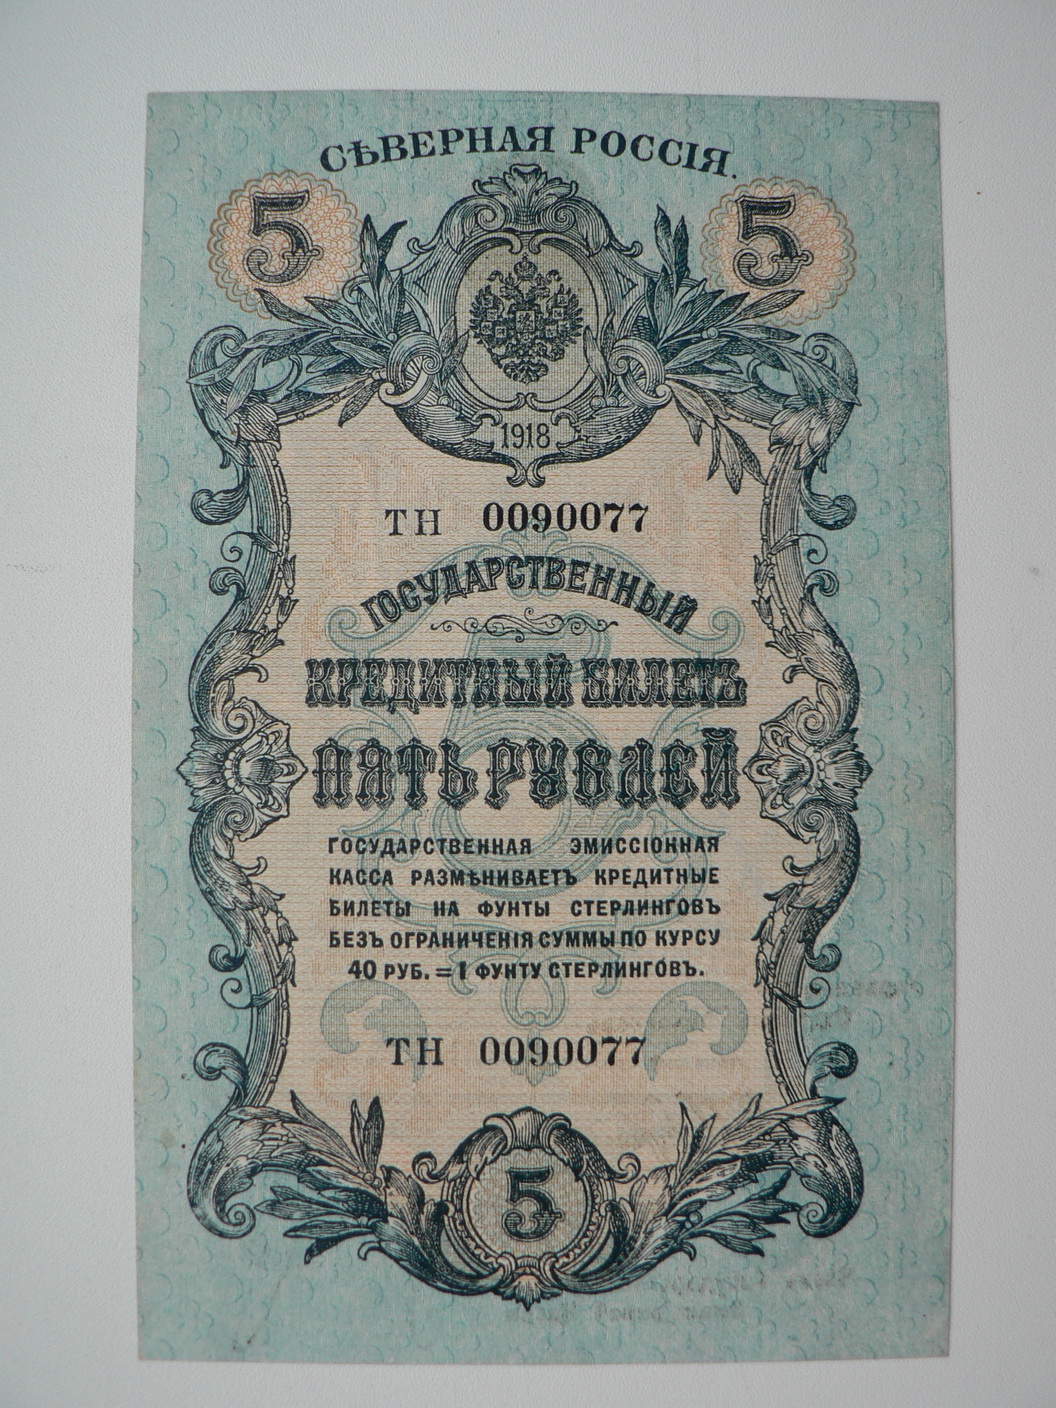 СѢВЕРНАЯ РОССІЯ.
5 5
1918
ТН 0090077
ГОСУДАРСТВЕННЫЙ
КРЕДИТНЫЙ БИЛЕТЪ
ПЯТЬ РУБЛЕЙ
ГОСУДАРСТВЕННАЯ ЭМИССІОННАЯ
КАССА РАЗМѢНИВАЕТЪ КРЕДИТНЫЕ
БИЛЕТЫ НА ФУНТЫ СТЕРЛИНГОВЪ
БЕЗЪ ОГРАНИЧЕНІЯ СУММЫ ПО КУРСУ
40 РУБ. = 1 ФУНТУ СТЕРЛИНГОВЪ.
ТН 0090077
5